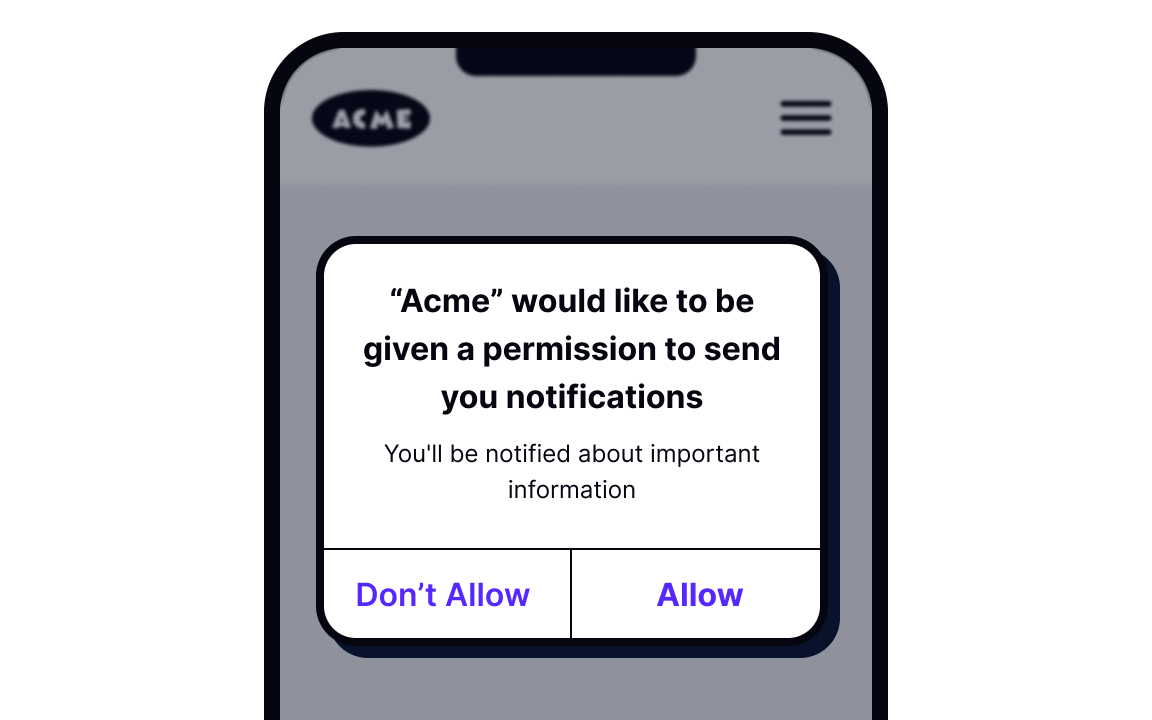 ACME
“Acme” would like to be
given a permission to send
you notifications
You'll be notified about important
information
Don’t Allow
Allow